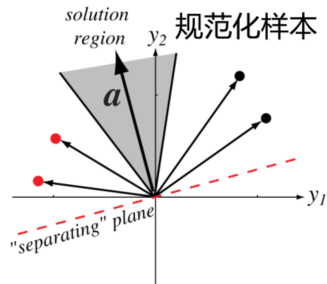 solution
region
y₂
规范化样本
a
y₁
"separating" plane